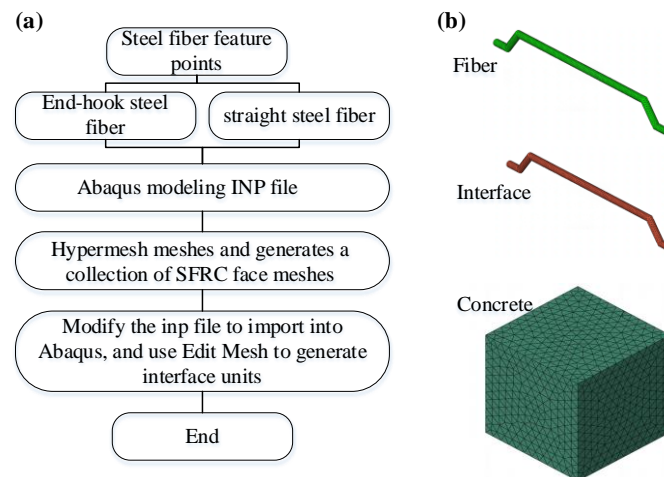 (a)
Steel fiber feature
points
End-hook steel
fiber
straight steel fiber
Abaqus modeling INP file
Hypermesh meshes and generates a
collection of SFRC face meshes
Modify the inp file to import into
Abaqus, and use Edit Mesh to generate
interface units
End
(b)
Fiber
Interface
Concrete